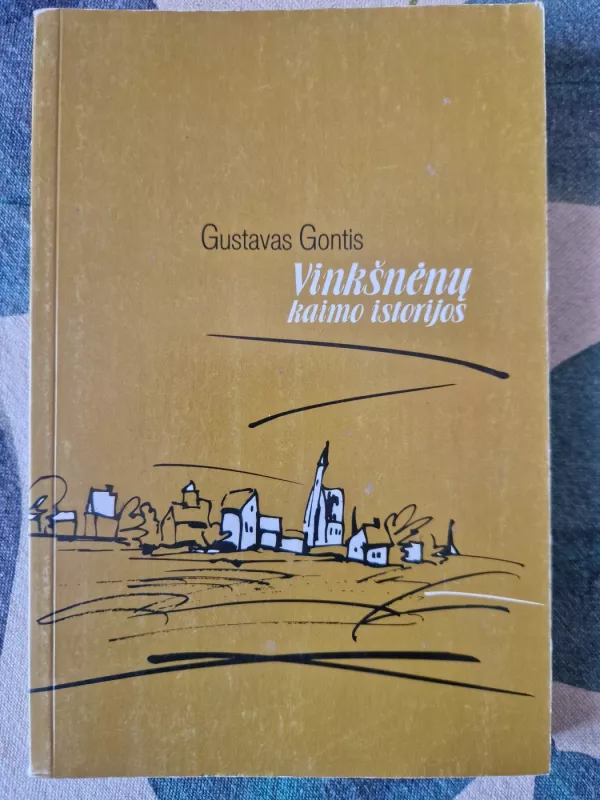 Gustavas Gontis
Vinkšnėnų
kaimo istorijos